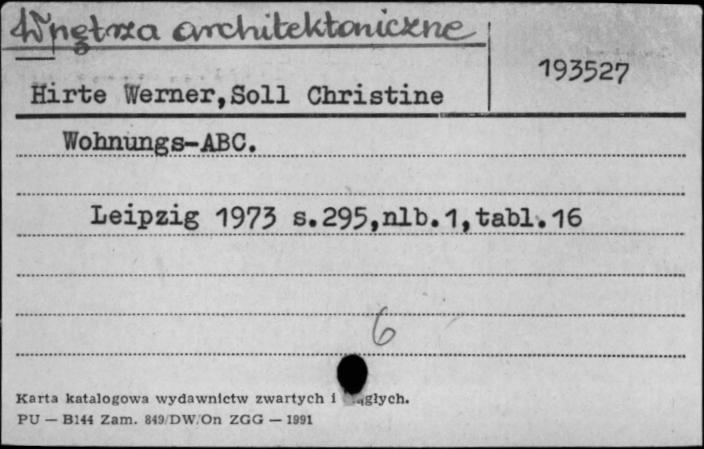 Wnętrza architektoniczne
193527
Hirte Werner,Soll Christine
Wohnungs-ABC.
Leipzig 1973 s.295,nlb.1,tabl.16
6
Karta katalogowa wydawnictw zwartych i
PU — B144 Zam. 849/DW/On ZGG — 1991